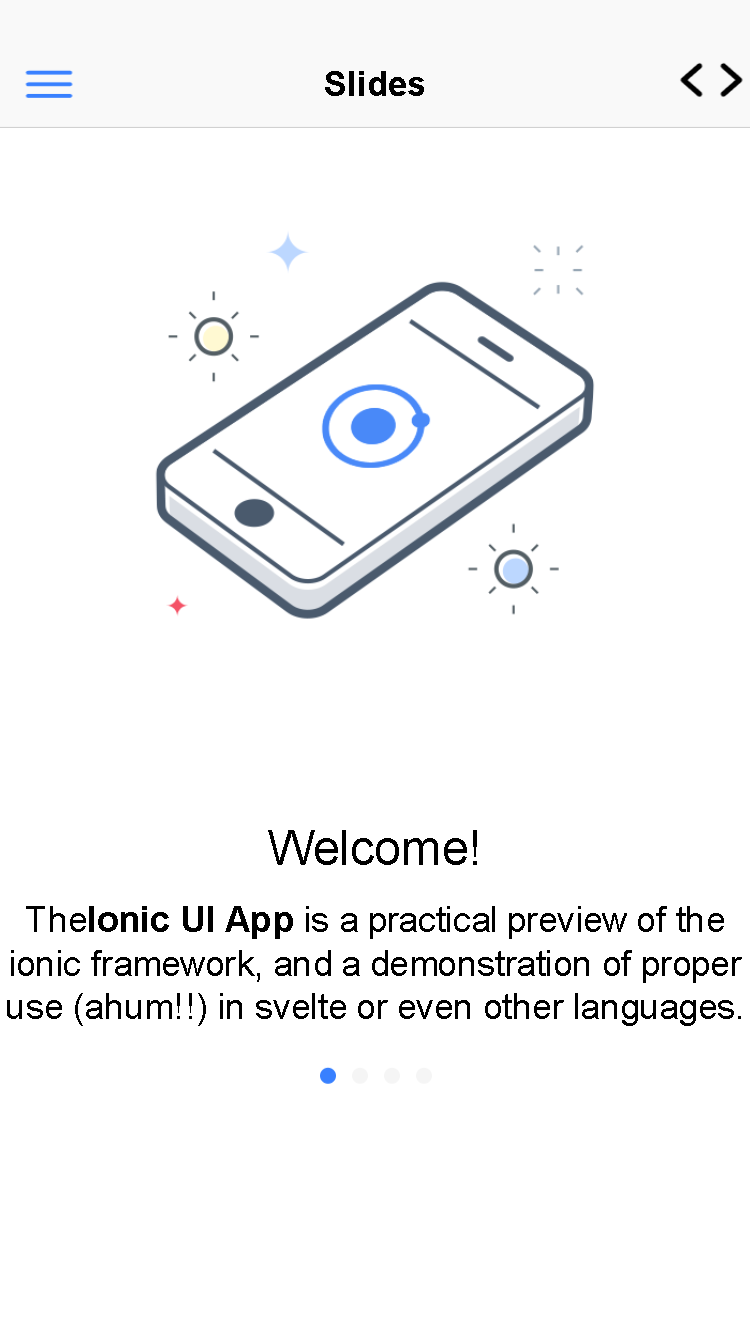 Slides
Welcome!
TheIonic UI App is a practical preview of the
ionic framework, and a demonstration of proper
use (ahum!!) in svelte or even other languages.